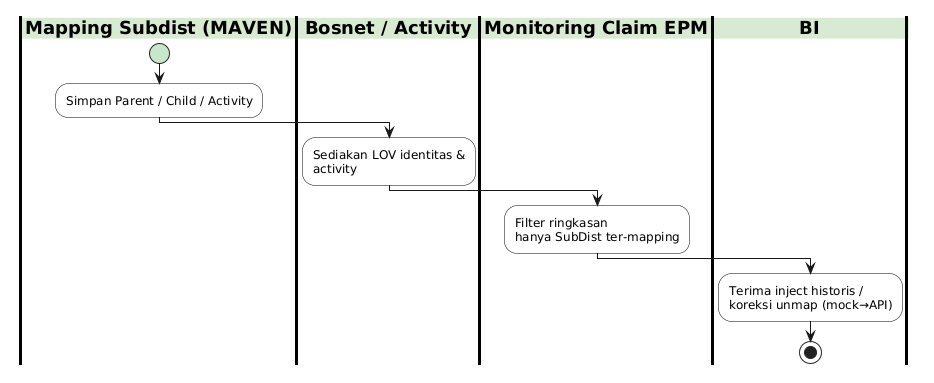 Mapping Subdist (MAVEN)
Bosnet / Activity
Monitoring Claim EPM
BI
Simpan Parent / Child / Activity
Sediakan LOV identitas &
activity
Filter ringkasan
hanya SubDist ter-mapping
Terima inject historis /
koreksi unmap (mock→API)